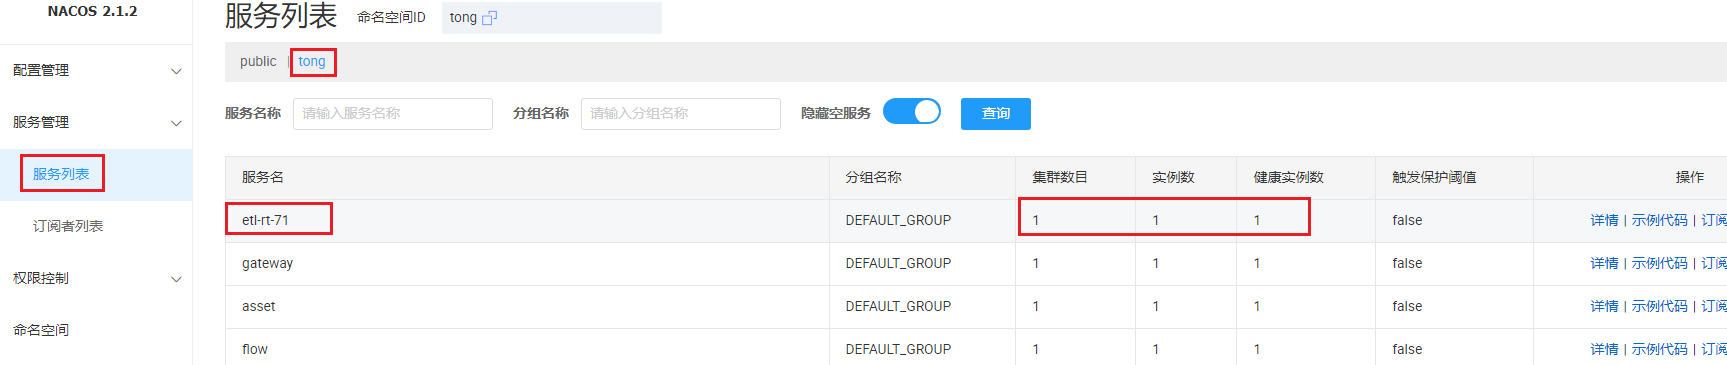 NACOS 2.1.2
配置管理
服务管理
服务列表
订阅者列表
权限控制
命名空间
服务列表 命名空间ID tong
public | tong
服务名称 请输入服务名称 分组名称 请输入分组名称 隐藏空服务 查询
服务名 分组名称 集群数目 实例数 健康实例数 触发保护阈值 操作
etl-rt-71 DEFAULT_GROUP 1 1 1 false 详情 | 示例代码 | 订阅
gateway DEFAULT_GROUP 1 1 1 false 详情 | 示例代码 | 订阅
asset DEFAULT_GROUP 1 1 1 false 详情 | 示例代码 | 订阅
flow DEFAULT_GROUP 1 1 1 false 详情 | 示例代码 | 订阅